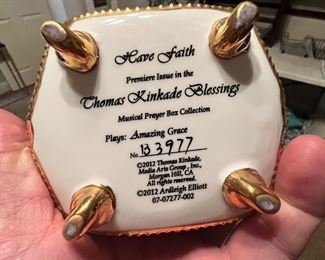 Have Faith
Premiere Issue in the
Thomas Kinkade Blessings
Musical Prayer Box Collection
Plays: Amazing Grace
No. B3977
©2012 Thomas Kinkade,
Media Arts Group, Inc.,
Morgan Hill, CA
All rights reserved.
©2012 Ardleigh Elliott
07-07277-002